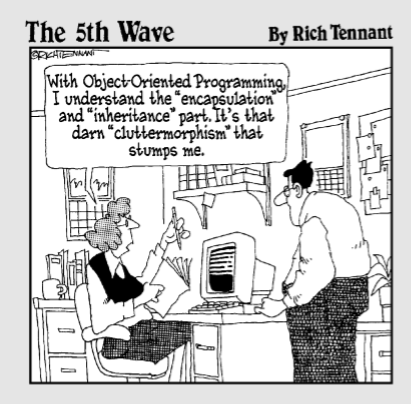 The 5th Wave
By Rich Tennant
©RICHTENNANT
With Object-Oriented Programming,
I understand the "encapsulation"
and "inheritance" part. It's that
darn "cluttermorphism" that
stumps me.